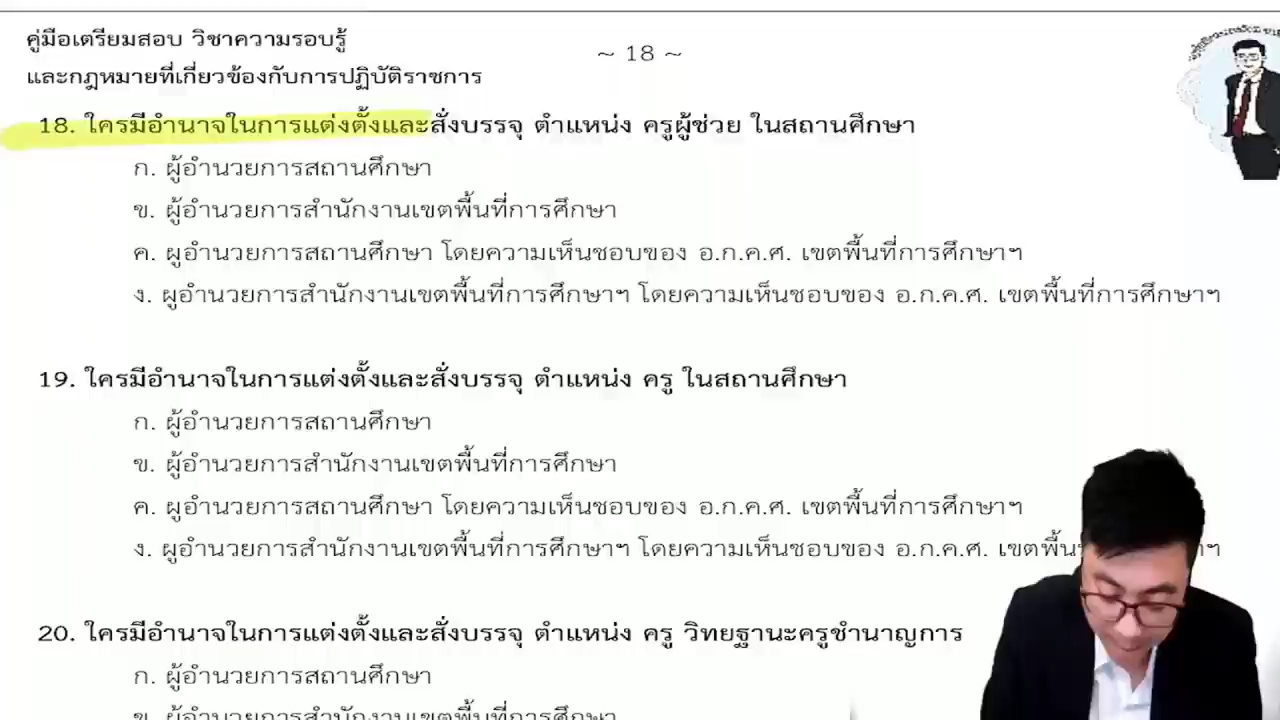 คู่มือเตรียมสอบ วิชาความรอบรู้
~ 18 ~
และกฎหมายที่เกี่ยวข้องกับการปฏิบัติราชการ
18. ใครมีอำนาจในการแต่งตั้งและสั่งบรรจุ ตำแหน่ง ครูผู้ช่วย ในสถานศึกษา
ก. ผู้อำนวยการสถานศึกษา
ข. ผู้อำนวยการสำนักงานเขตพื้นที่การศึกษา
ค. ผู้อำนวยการสถานศึกษา โดยความเห็นชอบของ อ.ก.ค.ศ. เขตพื้นที่การศึกษาฯ
ง. ผู้อำนวยการสำนักงานเขตพื้นที่การศึกษาฯ โดยความเห็นชอบของ อ.ก.ค.ศ. เขตพื้นที่การศึกษาฯ
19. ใครมีอำนาจในการแต่งตั้งและสั่งบรรจุ ตำแหน่ง ครู ในสถานศึกษา
ก. ผู้อำนวยการสถานศึกษา
ข. ผู้อำนวยการสำนักงานเขตพื้นที่การศึกษา
ค. ผู้อำนวยการสถานศึกษา โดยความเห็นชอบของ อ.ก.ค.ศ. เขตพื้นที่การศึกษาฯ
ง. ผู้อำนวยการสำนักงานเขตพื้นที่การศึกษาฯ โดยความเห็นชอบของ อ.ก.ค.ศ.
20. ใครมีอำนาจในการแต่งตั้งและสั่งบรรจุ ตำแหน่ง ครู วิทยฐานะครูชำนาญการ
ก. ผู้อำนวยการสถานศึกษา
ข. ผู้อำนวยการสำนักงานเขตพื้นที่การศึกษา